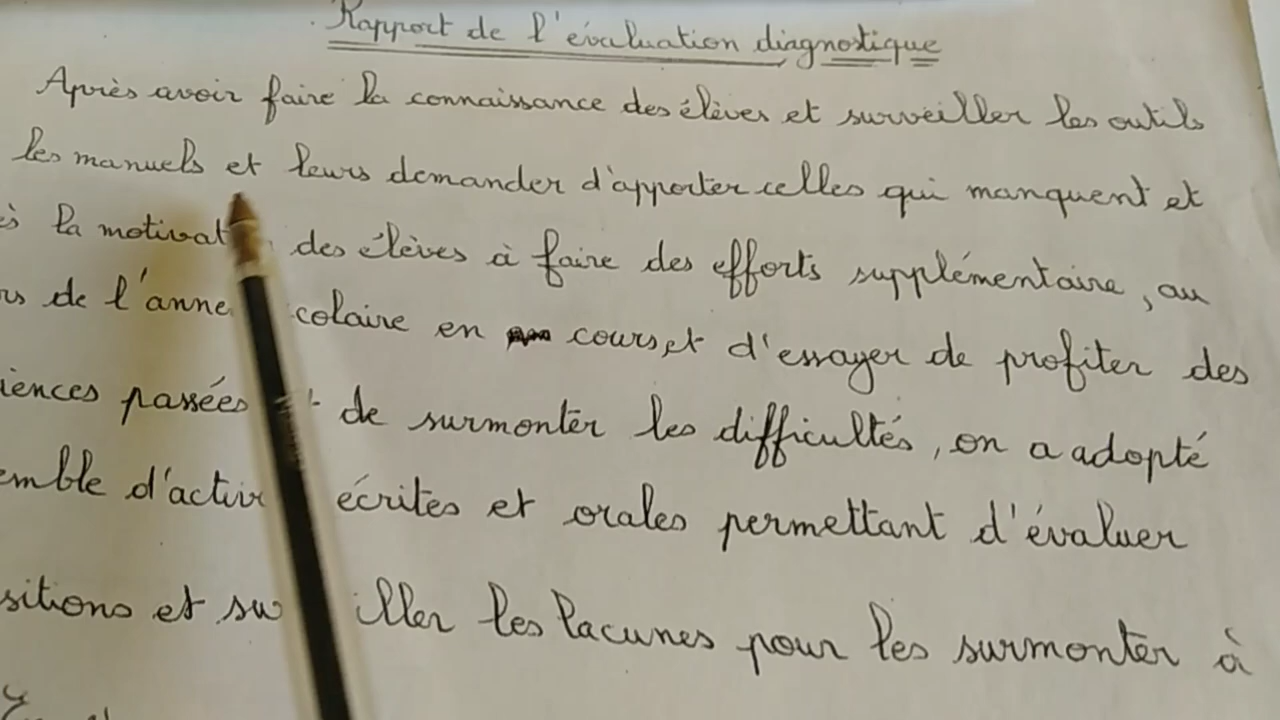 Rapport de l'évaluation diagnostique
Après avoir faire la connaissance des élèves et surveiller les outils
les manuels et leurs demander d'apporter celles qui manquent et
la motivat des élèves à faire des efforts supplémentaire, au
de l'anne colaire en cours et d'essayer de profiter des
iences passées de surmonter les difficultés, on a adopté
emble d'activ écrites et orales permettant d'évaluer
sitions et su iller les lacunes pour les surmonter à